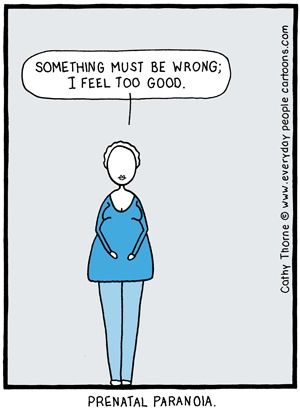 SOMETHING MUST BE WRONG;
I FEEL TOO GOOD.
Cathy Thorne © www.everyday people cartoons.com
PRENATAL PARANOIA.